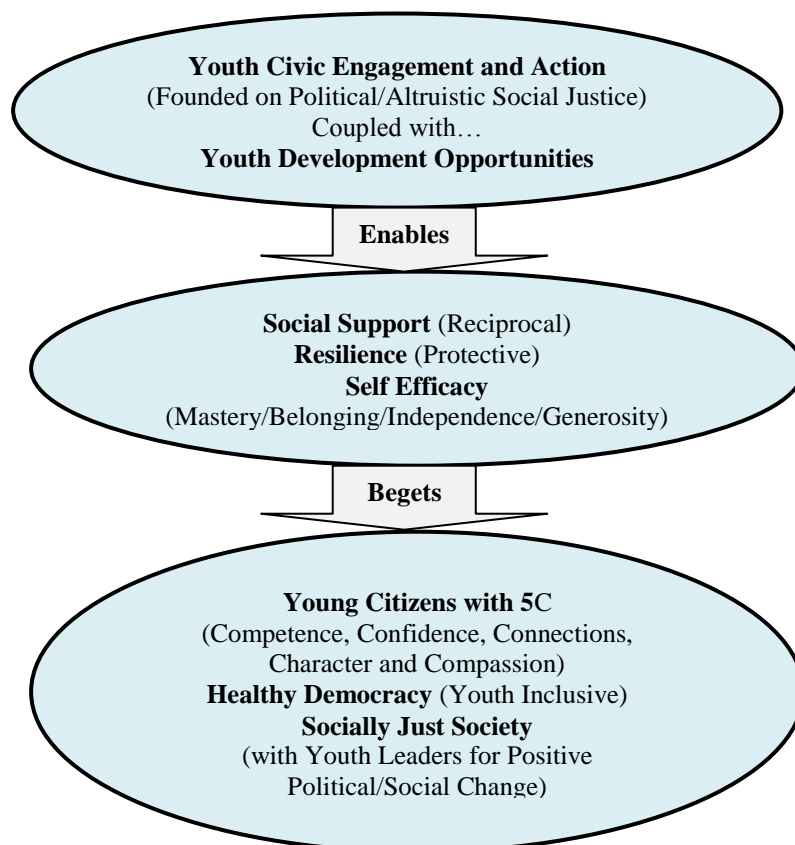 Youth Civic Engagement and Action
(Founded on Political/Altruistic Social Justice)
Coupled with…
Youth Development Opportunities
Enables
Social Support (Reciprocal)
Resilience (Protective)
Self Efficacy
(Mastery/Belonging/Independence/Generosity)
Begets
Young Citizens with 5C
(Competence, Confidence, Connections,
Character and Compassion)
Healthy Democracy (Youth Inclusive)
Socially Just Society
(with Youth Leaders for Positive
Political/Social Change)